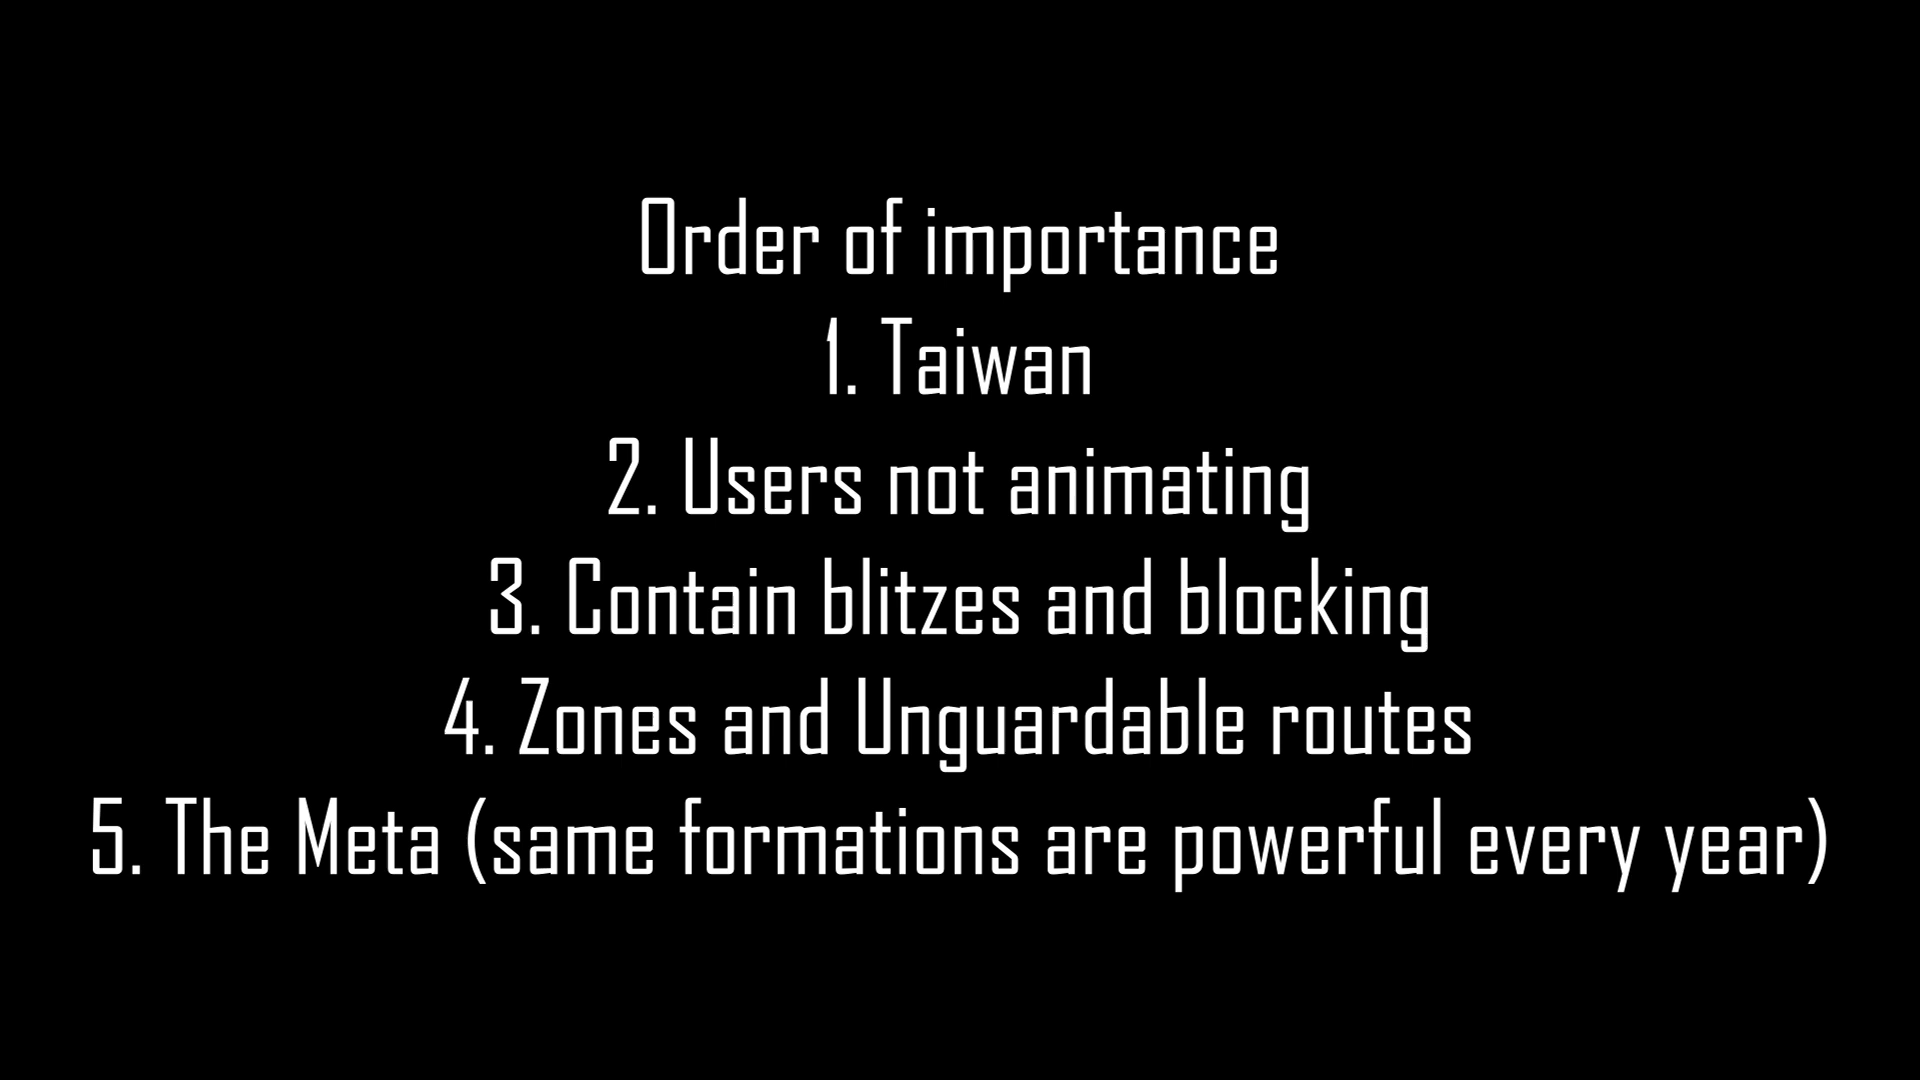 Order of importance
1. Taiwan
2. Users not animating
3. Contain blitzes and blocking
4. Zones and Unguardable routes
5. The Meta (same formations are powerful every year)